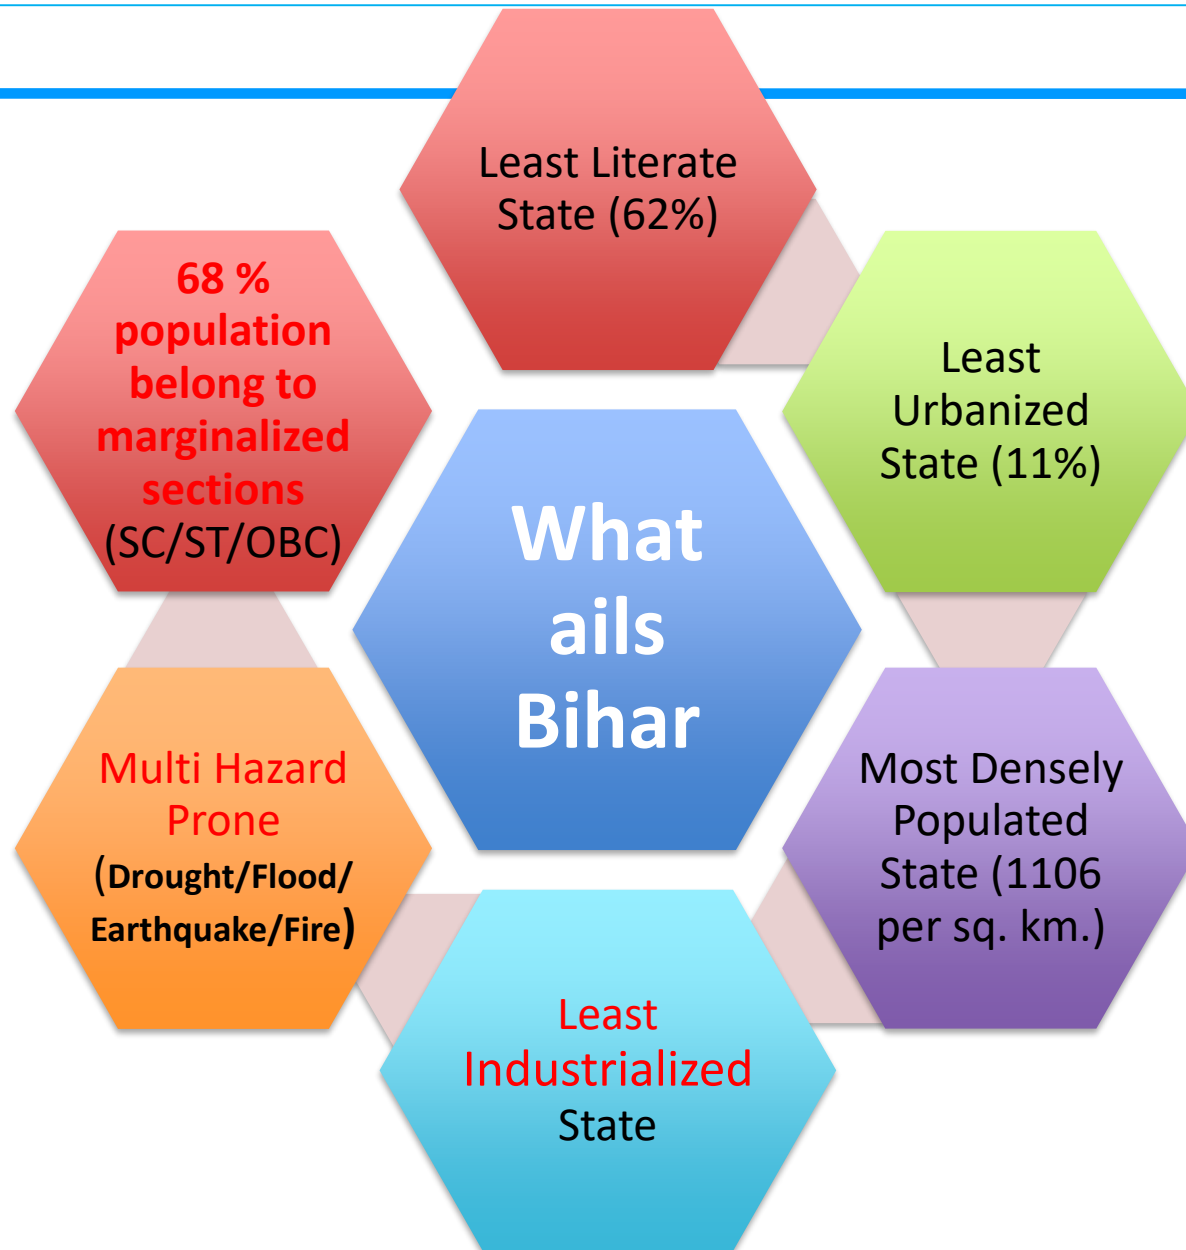 Least Literate
State (62%)
Least
Urbanized
State (11%)
Most Densely
Populated
State (1106
per sq. km.)
Least
Industrialized
State
Multi Hazard
Prone
(Drought/Flood/
Earthquake/Fire)
68 %
population
belong to
marginalized
sections
(SC/ST/OBC)
What
ails
Bihar